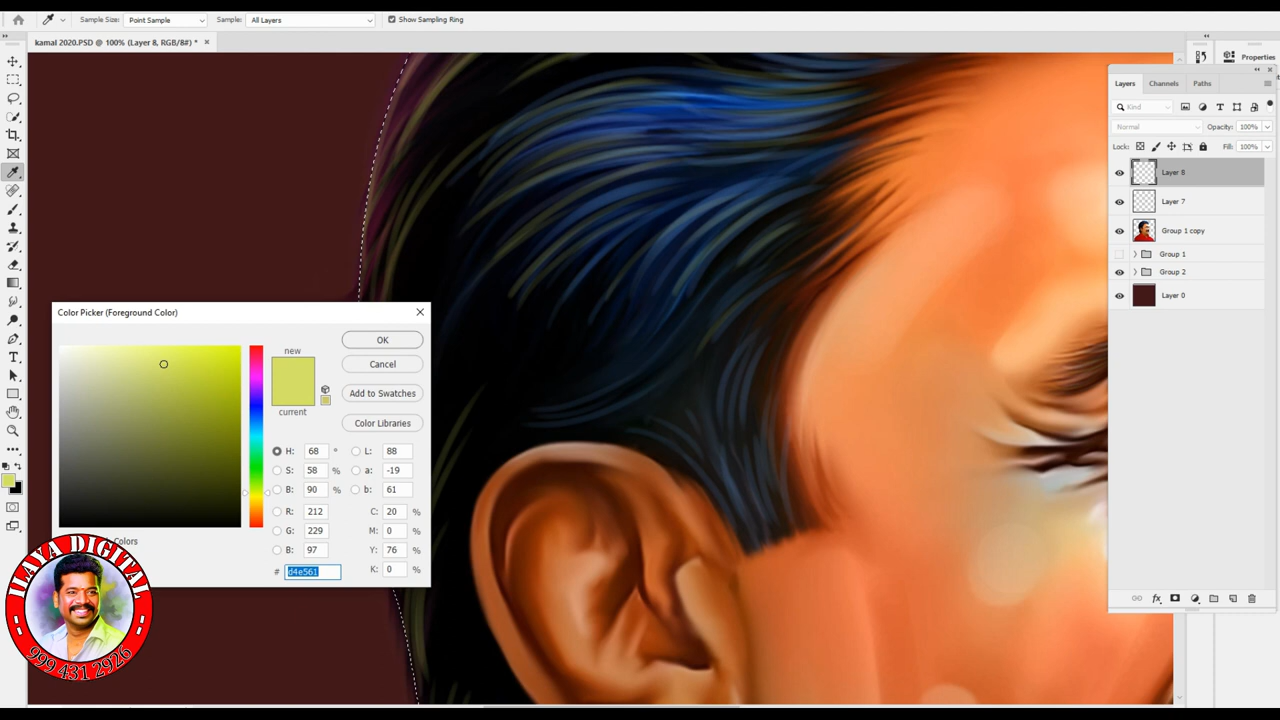 Sample Size: Point Sample Sample: All Layers Show Sampling Ring
kamal 2020.PSD @ 100% (Layer 8, RGB/8#) * ×
Properties
Layers Channels Paths
Kind
Normal Opacity: 100%
Lock: Fill: 100%
Layer 8
Layer 7
Group 1 copy
Group 1
Group 2
Layer 0
Color Picker (Foreground Color)
new
current
OK
Cancel
Add to Swatches
Color Libraries
H: 68 ° L: 88
S: 58 % a: -19
B: 90 % b: 61
R: 212 C: 20 %
G: 229 M: 0 %
B: 97 Y: 76 %
# d4e561 K: 0 %
Colors
ILAYA DIGITAL
999 431 2926